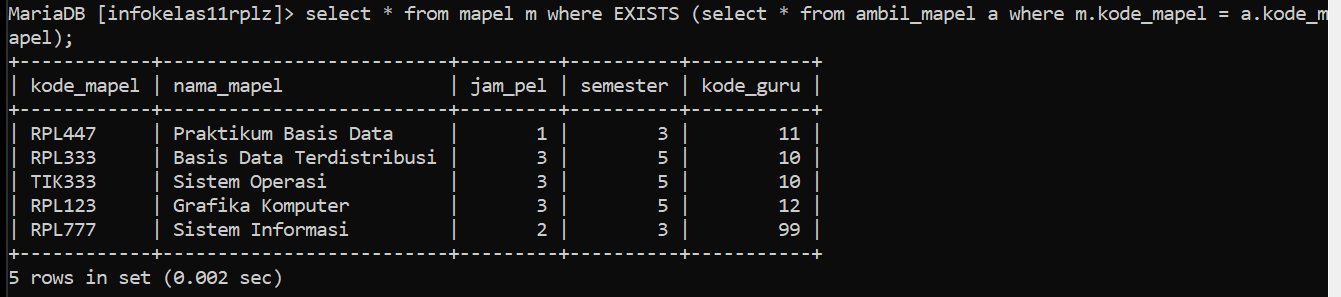 MariaDB [infokelas11rplz]> select * from mapel m where EXISTS (select * from ambil_mapel a where m.kode_mapel = a.kode_m
apel);
+------------+--------------------------+---------+----------+-----------+
| kode_mapel | nama_mapel               | jam_pel | semester | kode_guru |
+------------+--------------------------+---------+----------+-----------+
| RPL447     | Praktikum Basis Data     |       1 |        3 |        11 |
| RPL333     | Basis Data Terdistribusi |       3 |        5 |        10 |
| TIK333     | Sistem Operasi           |       3 |        5 |        10 |
| RPL123     | Grafika Komputer         |       3 |        5 |        12 |
| RPL777     | Sistem Informasi         |       2 |        3 |        99 |
+------------+--------------------------+---------+----------+-----------+
5 rows in set (0.002 sec)